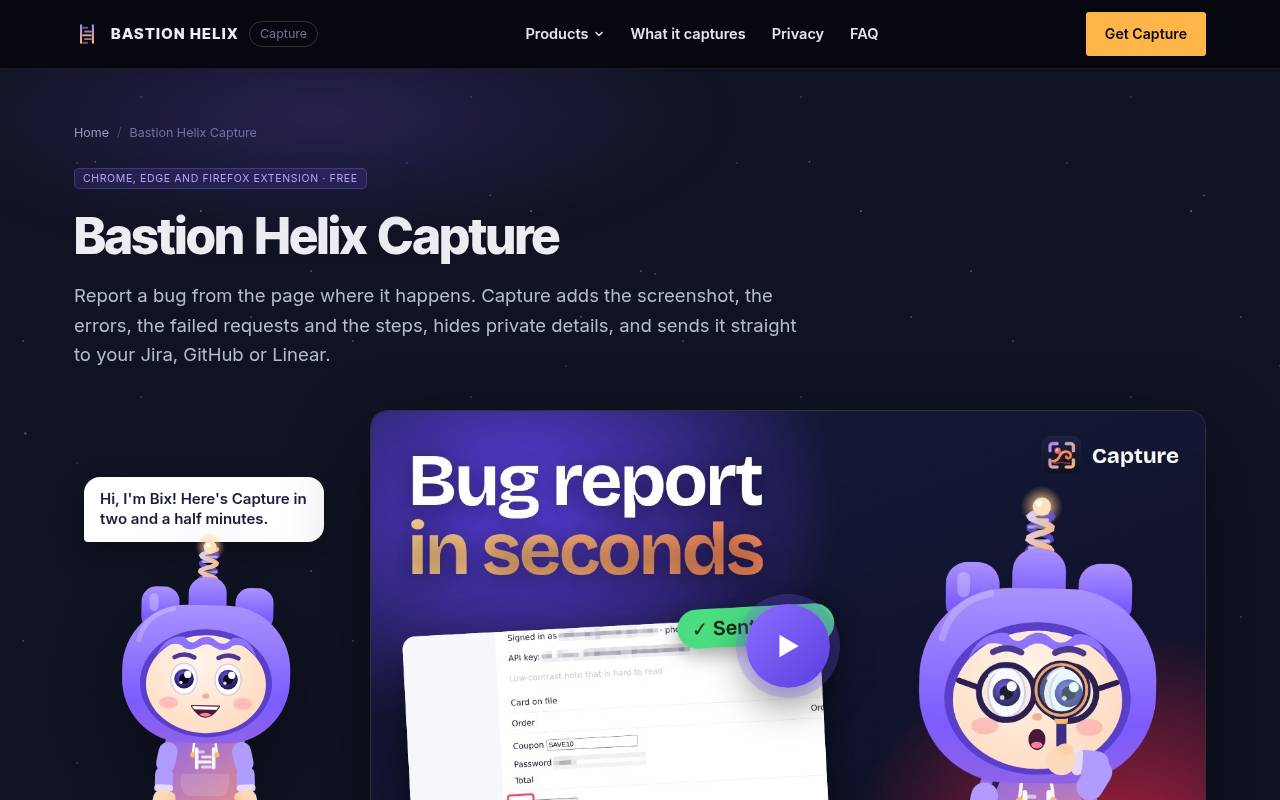 BASTION HELIX
Capture
Products
What it captures
Privacy
FAQ
Get Capture
Home / Bastion Helix Capture
CHROME, EDGE AND FIREFOX EXTENSION · FREE
Bastion Helix Capture
Report a bug from the page where it happens. Capture adds the screenshot, the
errors, the failed requests and the steps, hides private details, and sends it straight
to your Jira, GitHub or Linear.
Hi, I'm Bix! Here's Capture in
two and a half minutes.
Bug report
in seconds
Capture
✓ Sent
Signed in as
API key:
Low-contrast note that is hard to read
Card on file
Order
Coupon SAVE10
Password
Total